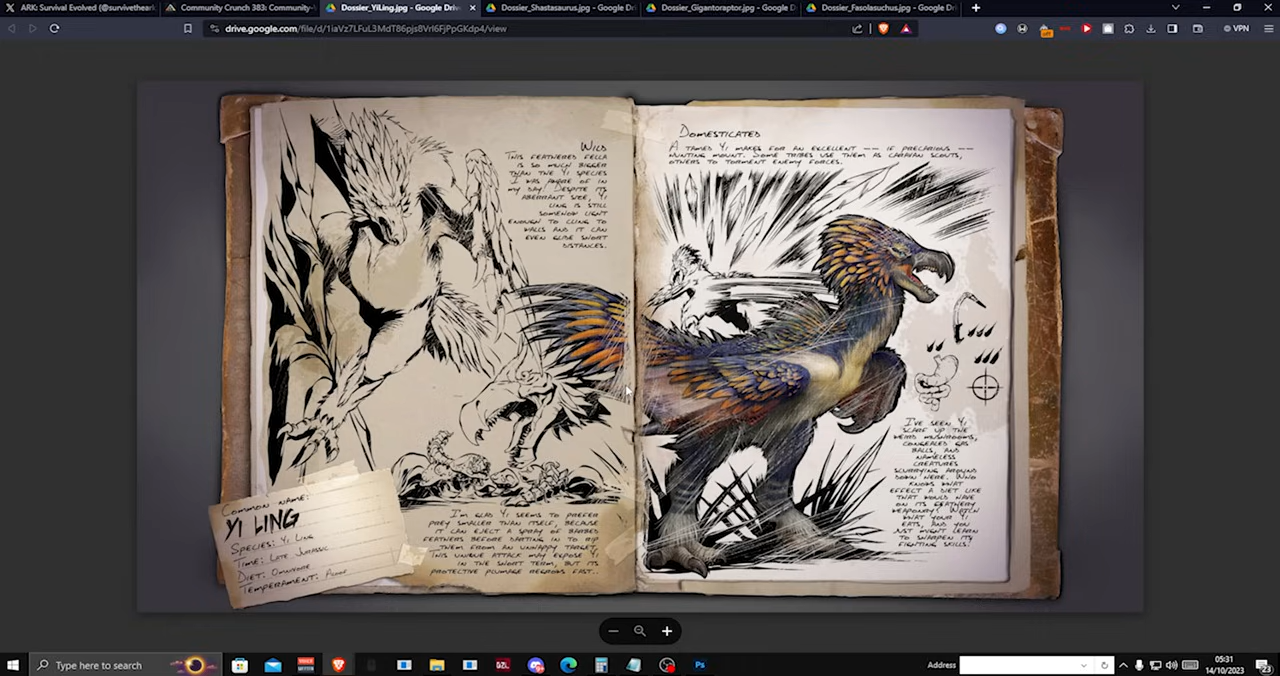 ARK: Survival Evolved (@survivetheark
Community Crunch 383: Community-
Dossier_YiLing.jpg - Google Drive
Dossier_Shastasaurus.jpg - Google Dri
Dossier_Gigantoraptor.jpg - Google D
Dossier_Fasolasuchus.jpg - Google Dri
drive.google.com/file/d/1iaVz7LFuL3MdT86pjs8Vrl6FjPpGKdp4/view
VPN
Wild
This feathered fella
is so much bigger
than the Yi species
I was aware of in
my day. Despite its
aberrant size, Yi
Ling is still
somehow light
enough to cling to
walls and it can
even glide short
distances.
I'm glad Yi seems to prefer
prey smaller than itself, because
it can eject a spray of barbed
feathers before darting in to rip
them from an unhappy target.
This unique attack may expose Yi
in the short term, but its
protective plumage regrows fast..
Common name:
Yi Ling
Species: Yi Ling
Time: Late Jurassic
Diet: Omnivore
Temperament:
Domesticated
A tamed Yi makes for an excellent -- if precarious --
hunting mount. Some tribes use them as caravan scouts,
others to torment enemy forces.
I've seen Yi
scarf up the
weird mushrooms,
congealed gas
balls, and
nameless
creatures
scurrying around
down here. Who
knows what
effect a diet like
that would have
on its feathery
weaponry? Watch
what your Yi
eats, and you
just might learn
to sharpen its
fighting skills!
Type here to search
Address
05:31
14/10/2023
23